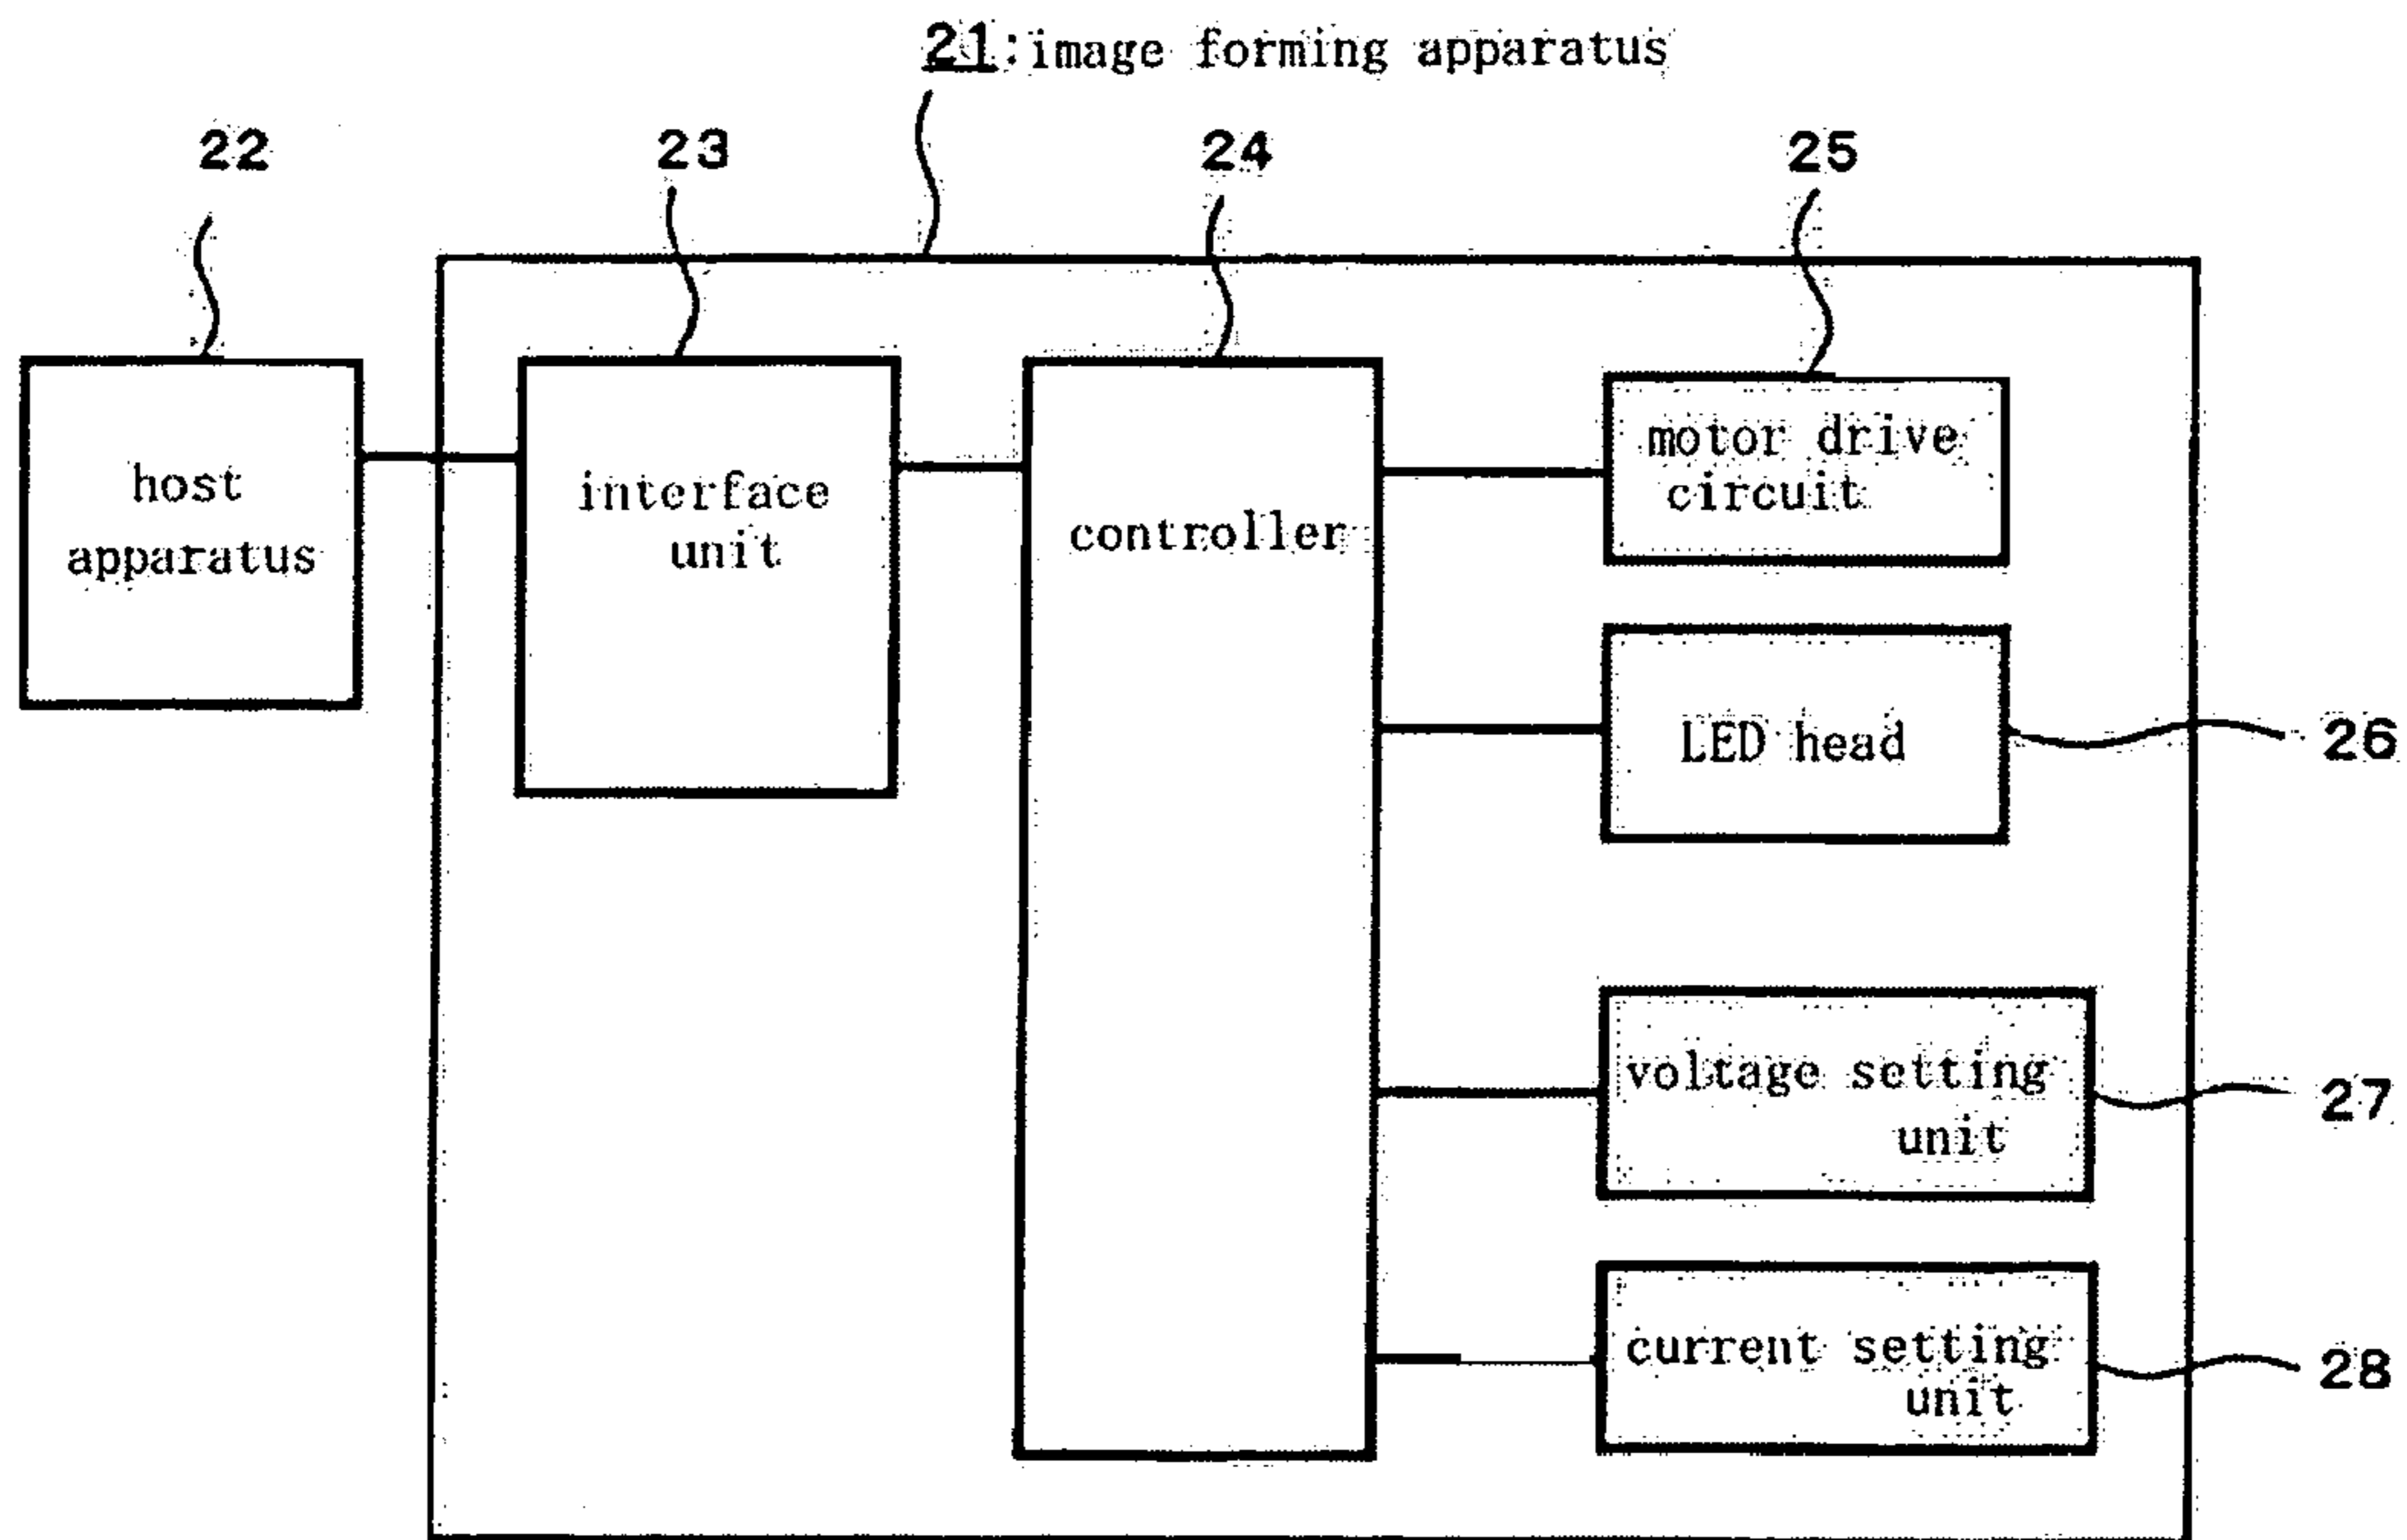 21:image forming apparatus
22
23
24
25
host
apparatus
interface
unit
controller
motor drive
circuit
LED head
26
voltage setting
unit
27
current setting
unit
28